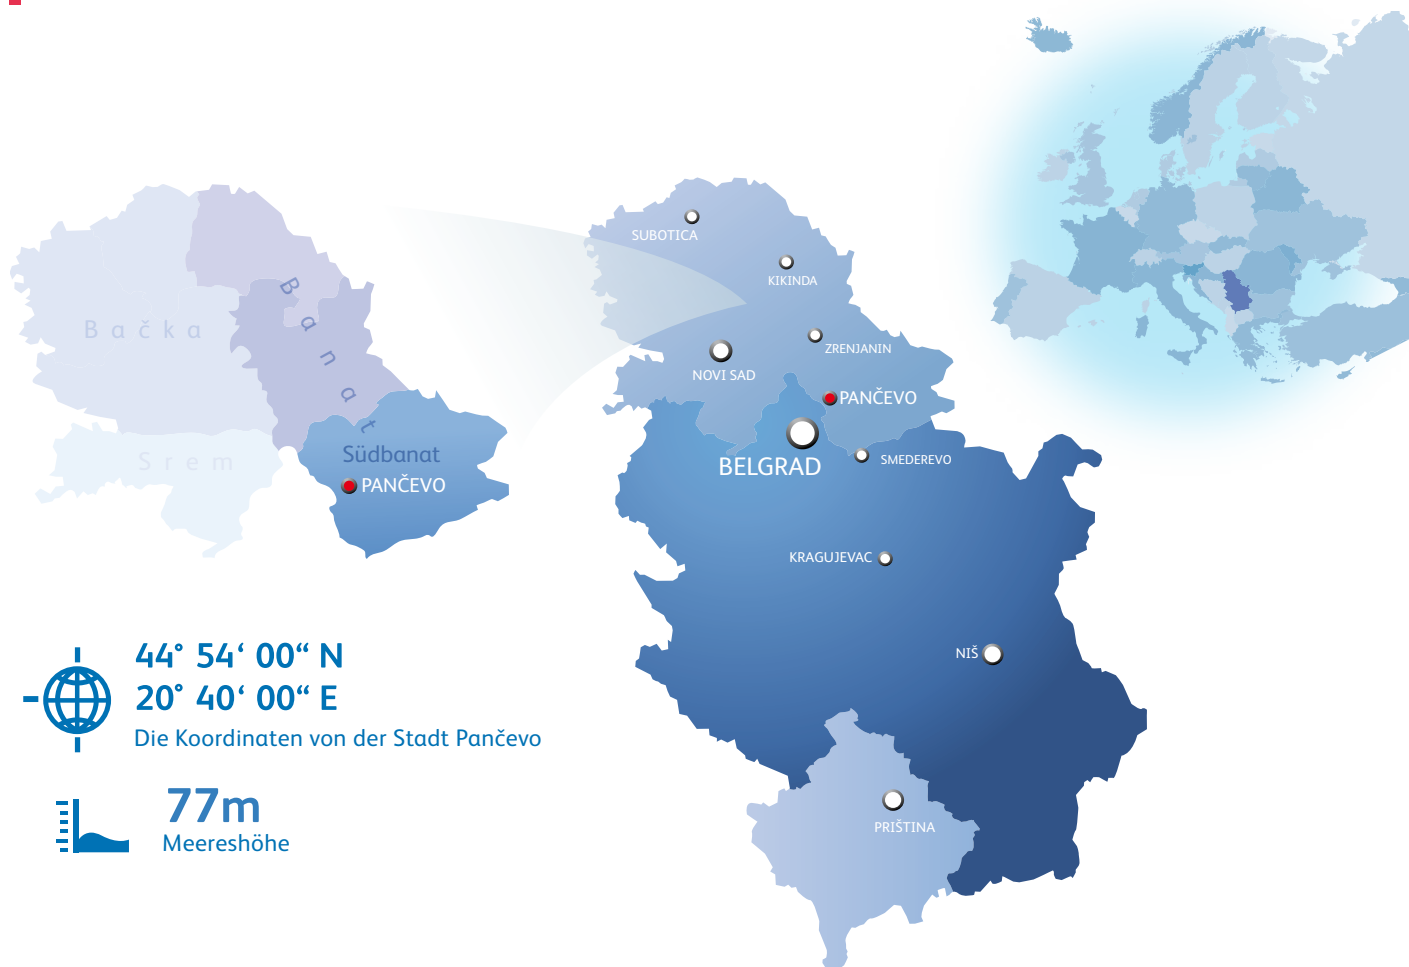 Bačka
Banat
Srem
Südbanat
PANČEVO
SUBOTICA
KIKINDA
ZRENJANIN
NOVI SAD
PANČEVO
BELGRAD
SMEDEREVO
KRAGUJEVAC
NIŠ
PRIŠTINA
44° 54‘ 00“ N
20° 40‘ 00“ E
Die Koordinaten von der Stadt Pančevo
77m
Meereshöhe